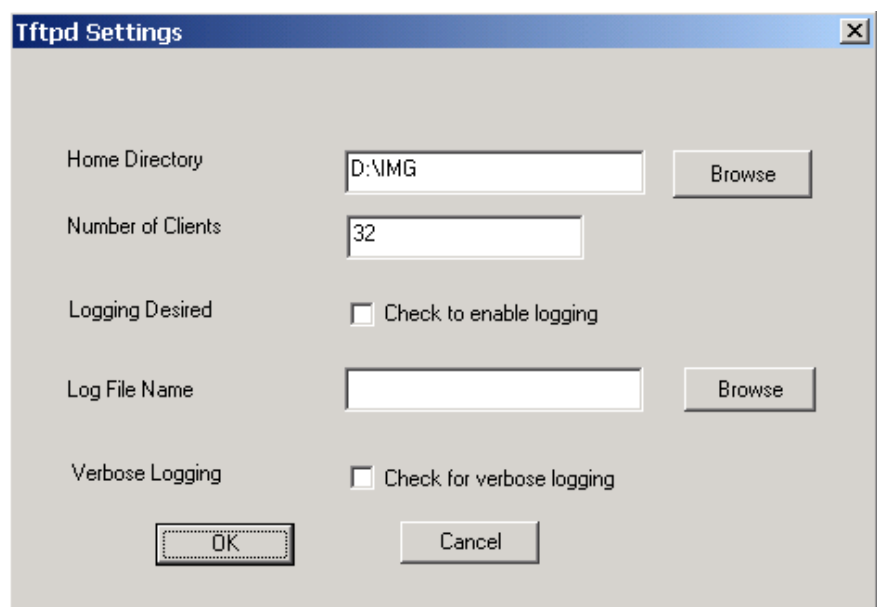 Tftpd Settings
Home Directory
D:\IMG
Browse
Number of Clients
32
Logging Desired
Check to enable logging
Log File Name
Browse
Verbose Logging
Check for verbose logging
OK
Cancel